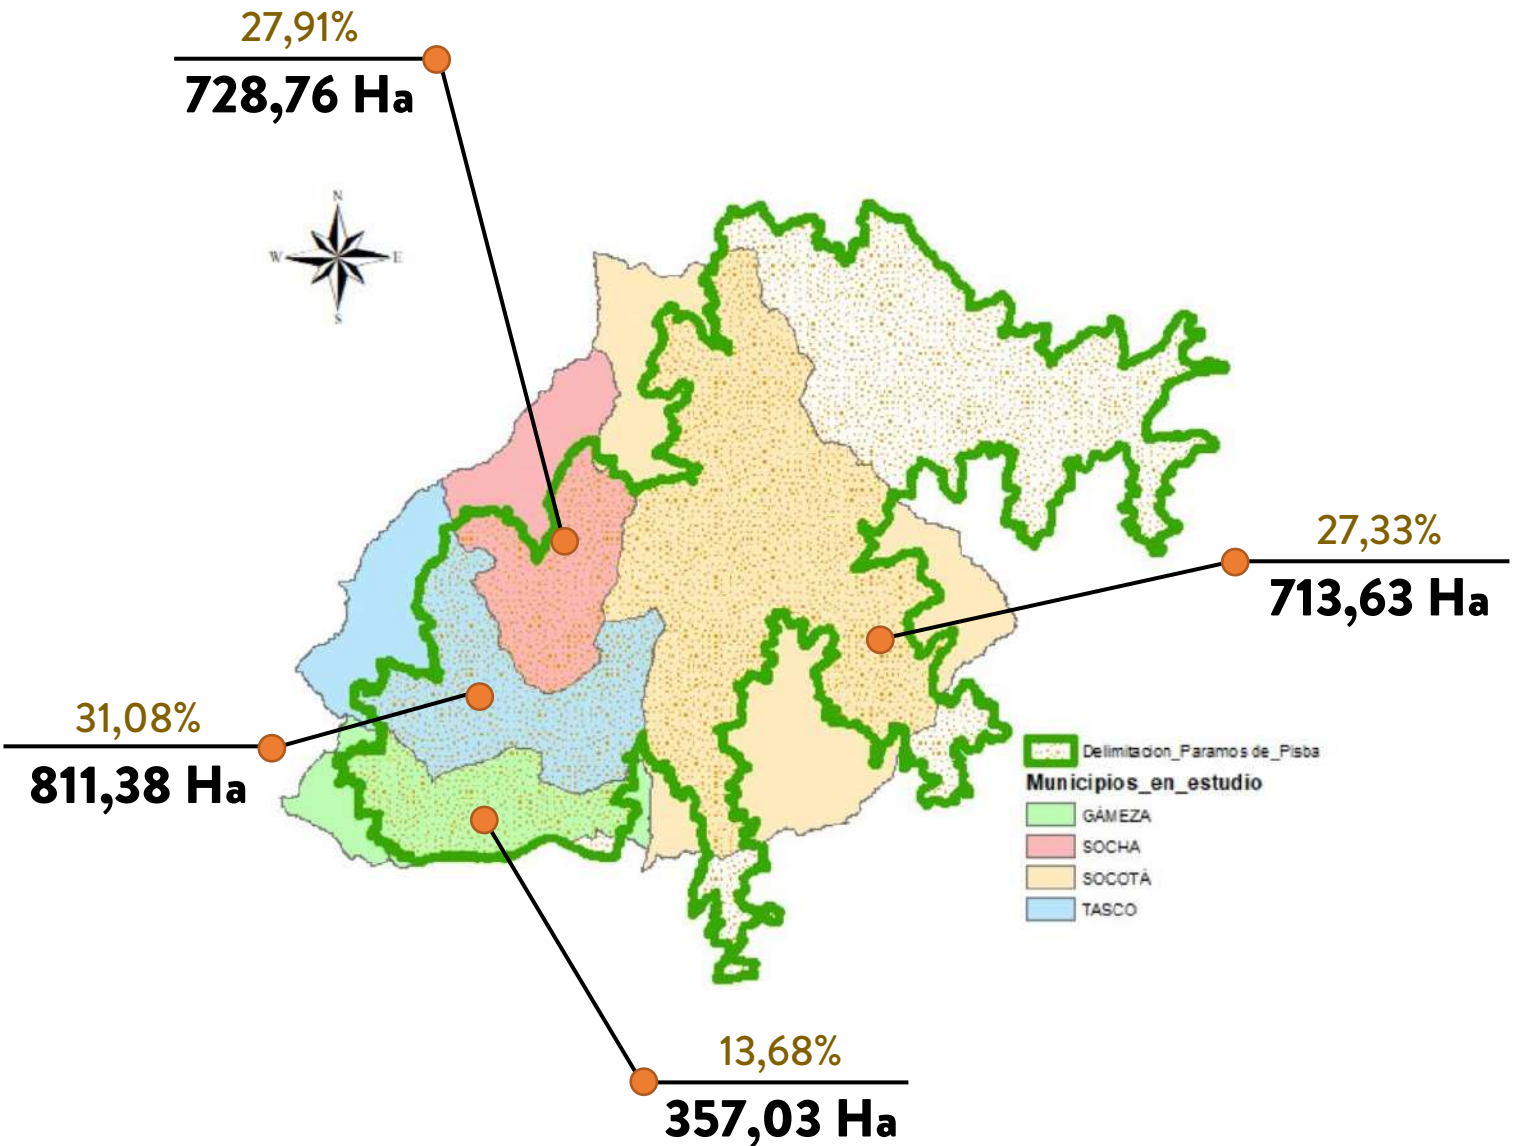 27,91%
728,76 Ha
N
W
E
S
27,33%
713,63 Ha
31,08%
811,38 Ha
Delimitacion_Paramos de_Pisba
Municipios_en_estudio
GÁMEZA
SOCHA
SOCOTÁ
TASCO
13,68%
357,03 Ha